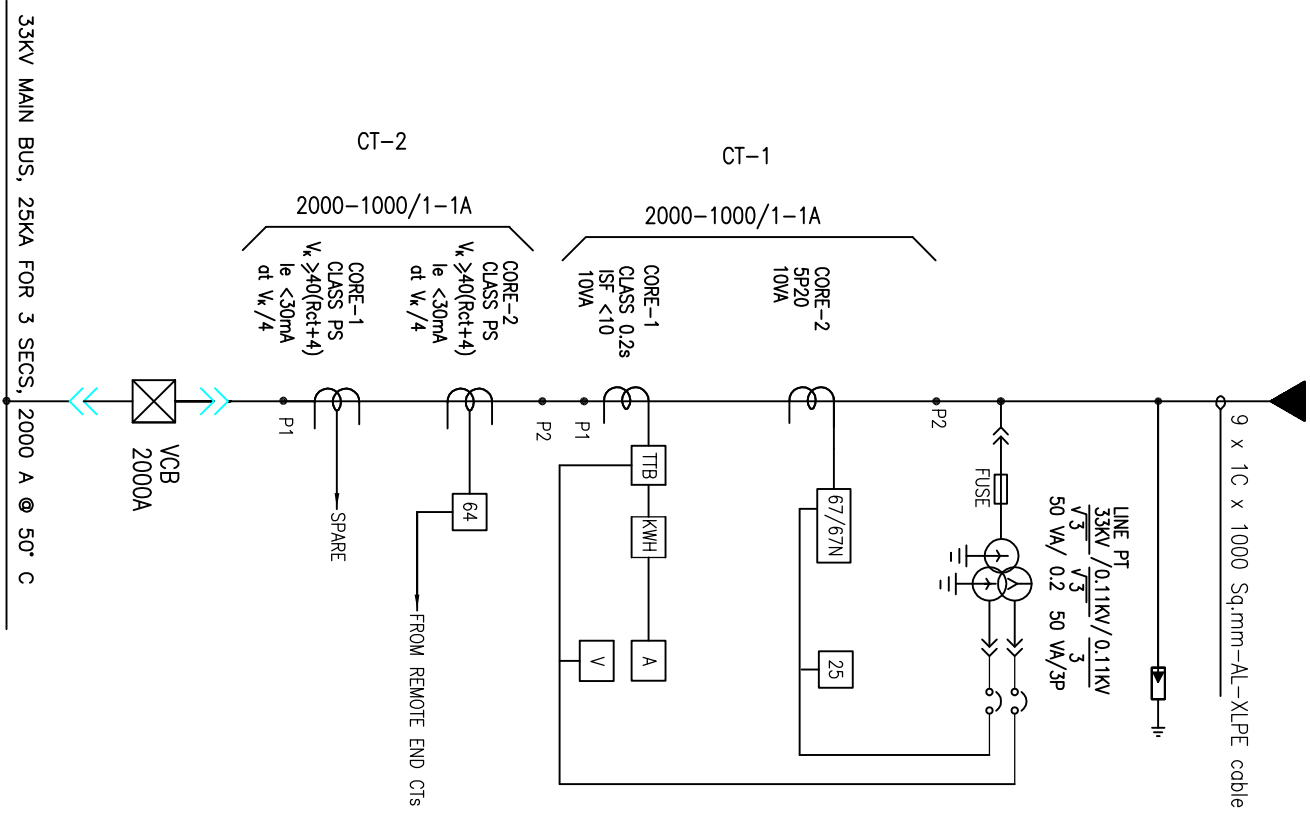 33KV MAIN BUS, 25KA FOR 3 SECS, 2000 A @ 50° C
VCB
2000A
CT-2
2000-1000/1-1A
CORE-1
CLASS PS
Vₖ >40(Rct+4)
Ie <30mA
at Vₖ/4
CORE-2
CLASS PS
Vₖ >40(Rct+4)
Ie <30mA
at Vₖ/4
P1
SPARE
64
FROM REMOTE END CTs
P2
CT-1
2000-1000/1-1A
CORE-1
CLASS 0.2s
ISF <10
10VA
CORE-2
5P20
10VA
P1
TTB
KWH
A
V
67/67N
25
P2
FUSE
LINE PT
33KV /0.11KV/0.11KV
√3 √3 3
50 VA/ 0.2 50 VA/3P
9 x 1C x 1000 Sq.mm-AL-XLPE cable